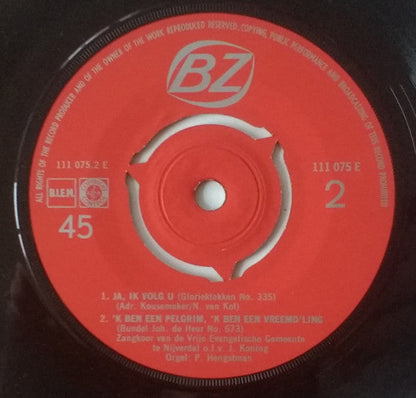 ALL RIGHTS OF THE RECORD PRODUCER AND OF THE OWNER OF THE WORK REPRODUCED RESERVED. COPYING, PUBLIC PERFORMANCE AND BROADCASTING OF THIS RECORD PROHIBITED
BZ
111 075.2 E
111 075 E
B.I.E.M.
45
2
1. JA, IK VOLG U (Glorieklokken No. 335)
(Adr. Kousemaker/N. van Kol)
2. 'K BEN EEN PELGRIM, 'K BEN EEN VREEMD'LING
(Bundel Joh. de Heer No. 673)
Zangkoor van de Vrije Evangelische Gemeente
te Nijverdal o.l.v. J. Koning
Orgel: P. Hengstman